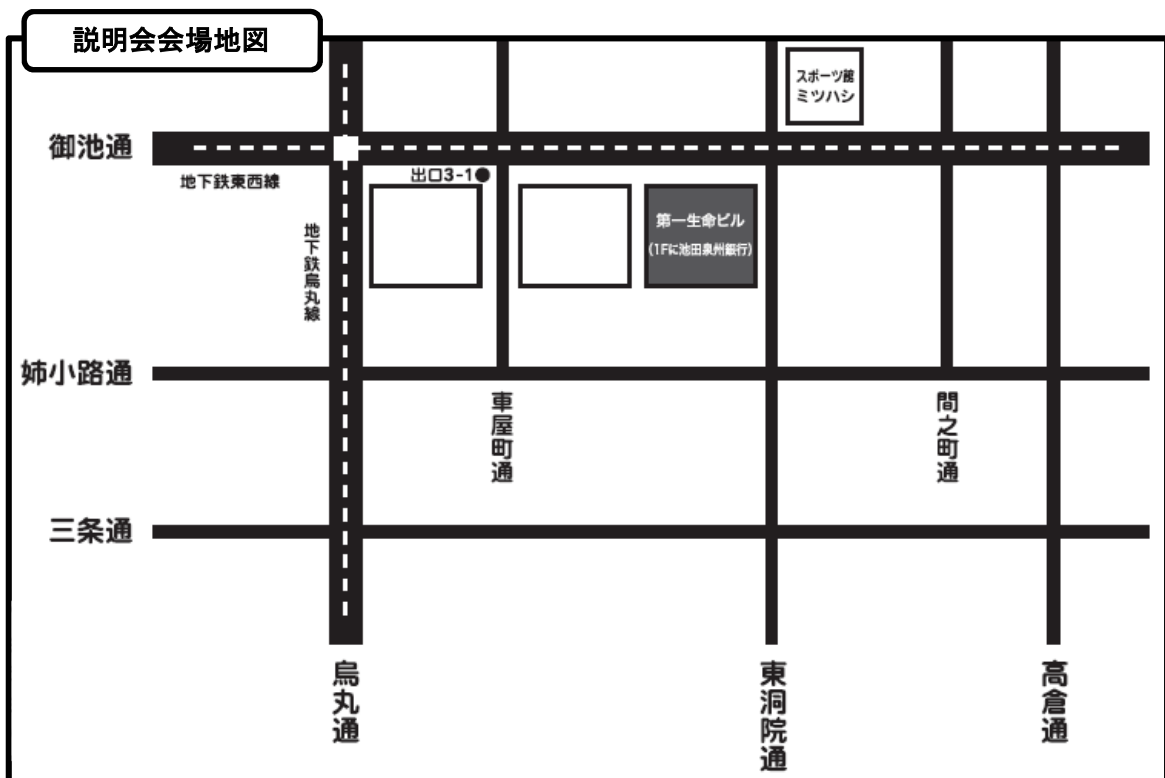 説明会会場地図
スポーツ館
ミツハシ
御池通
地下鉄東西線
出口3-1
第一生命ビル
(1Fに池田泉州銀行)
地下鉄烏丸線
姉小路通
車屋町通
間之町通
三条通
烏丸通
東洞院通
高倉通